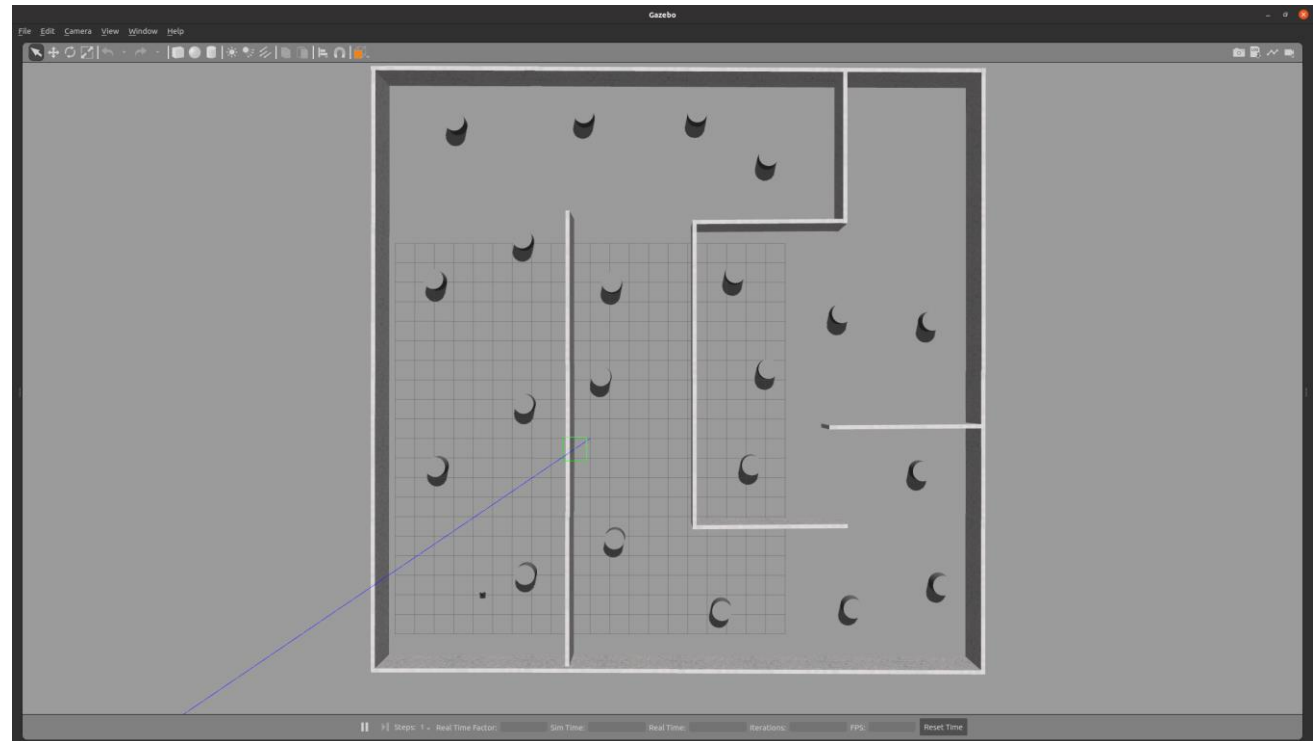 Gazebo
File Edit Camera View Window Help
Steps: 1 Real Time Factor: Sim Time: Real Time: Iterations: FPS: Reset Time